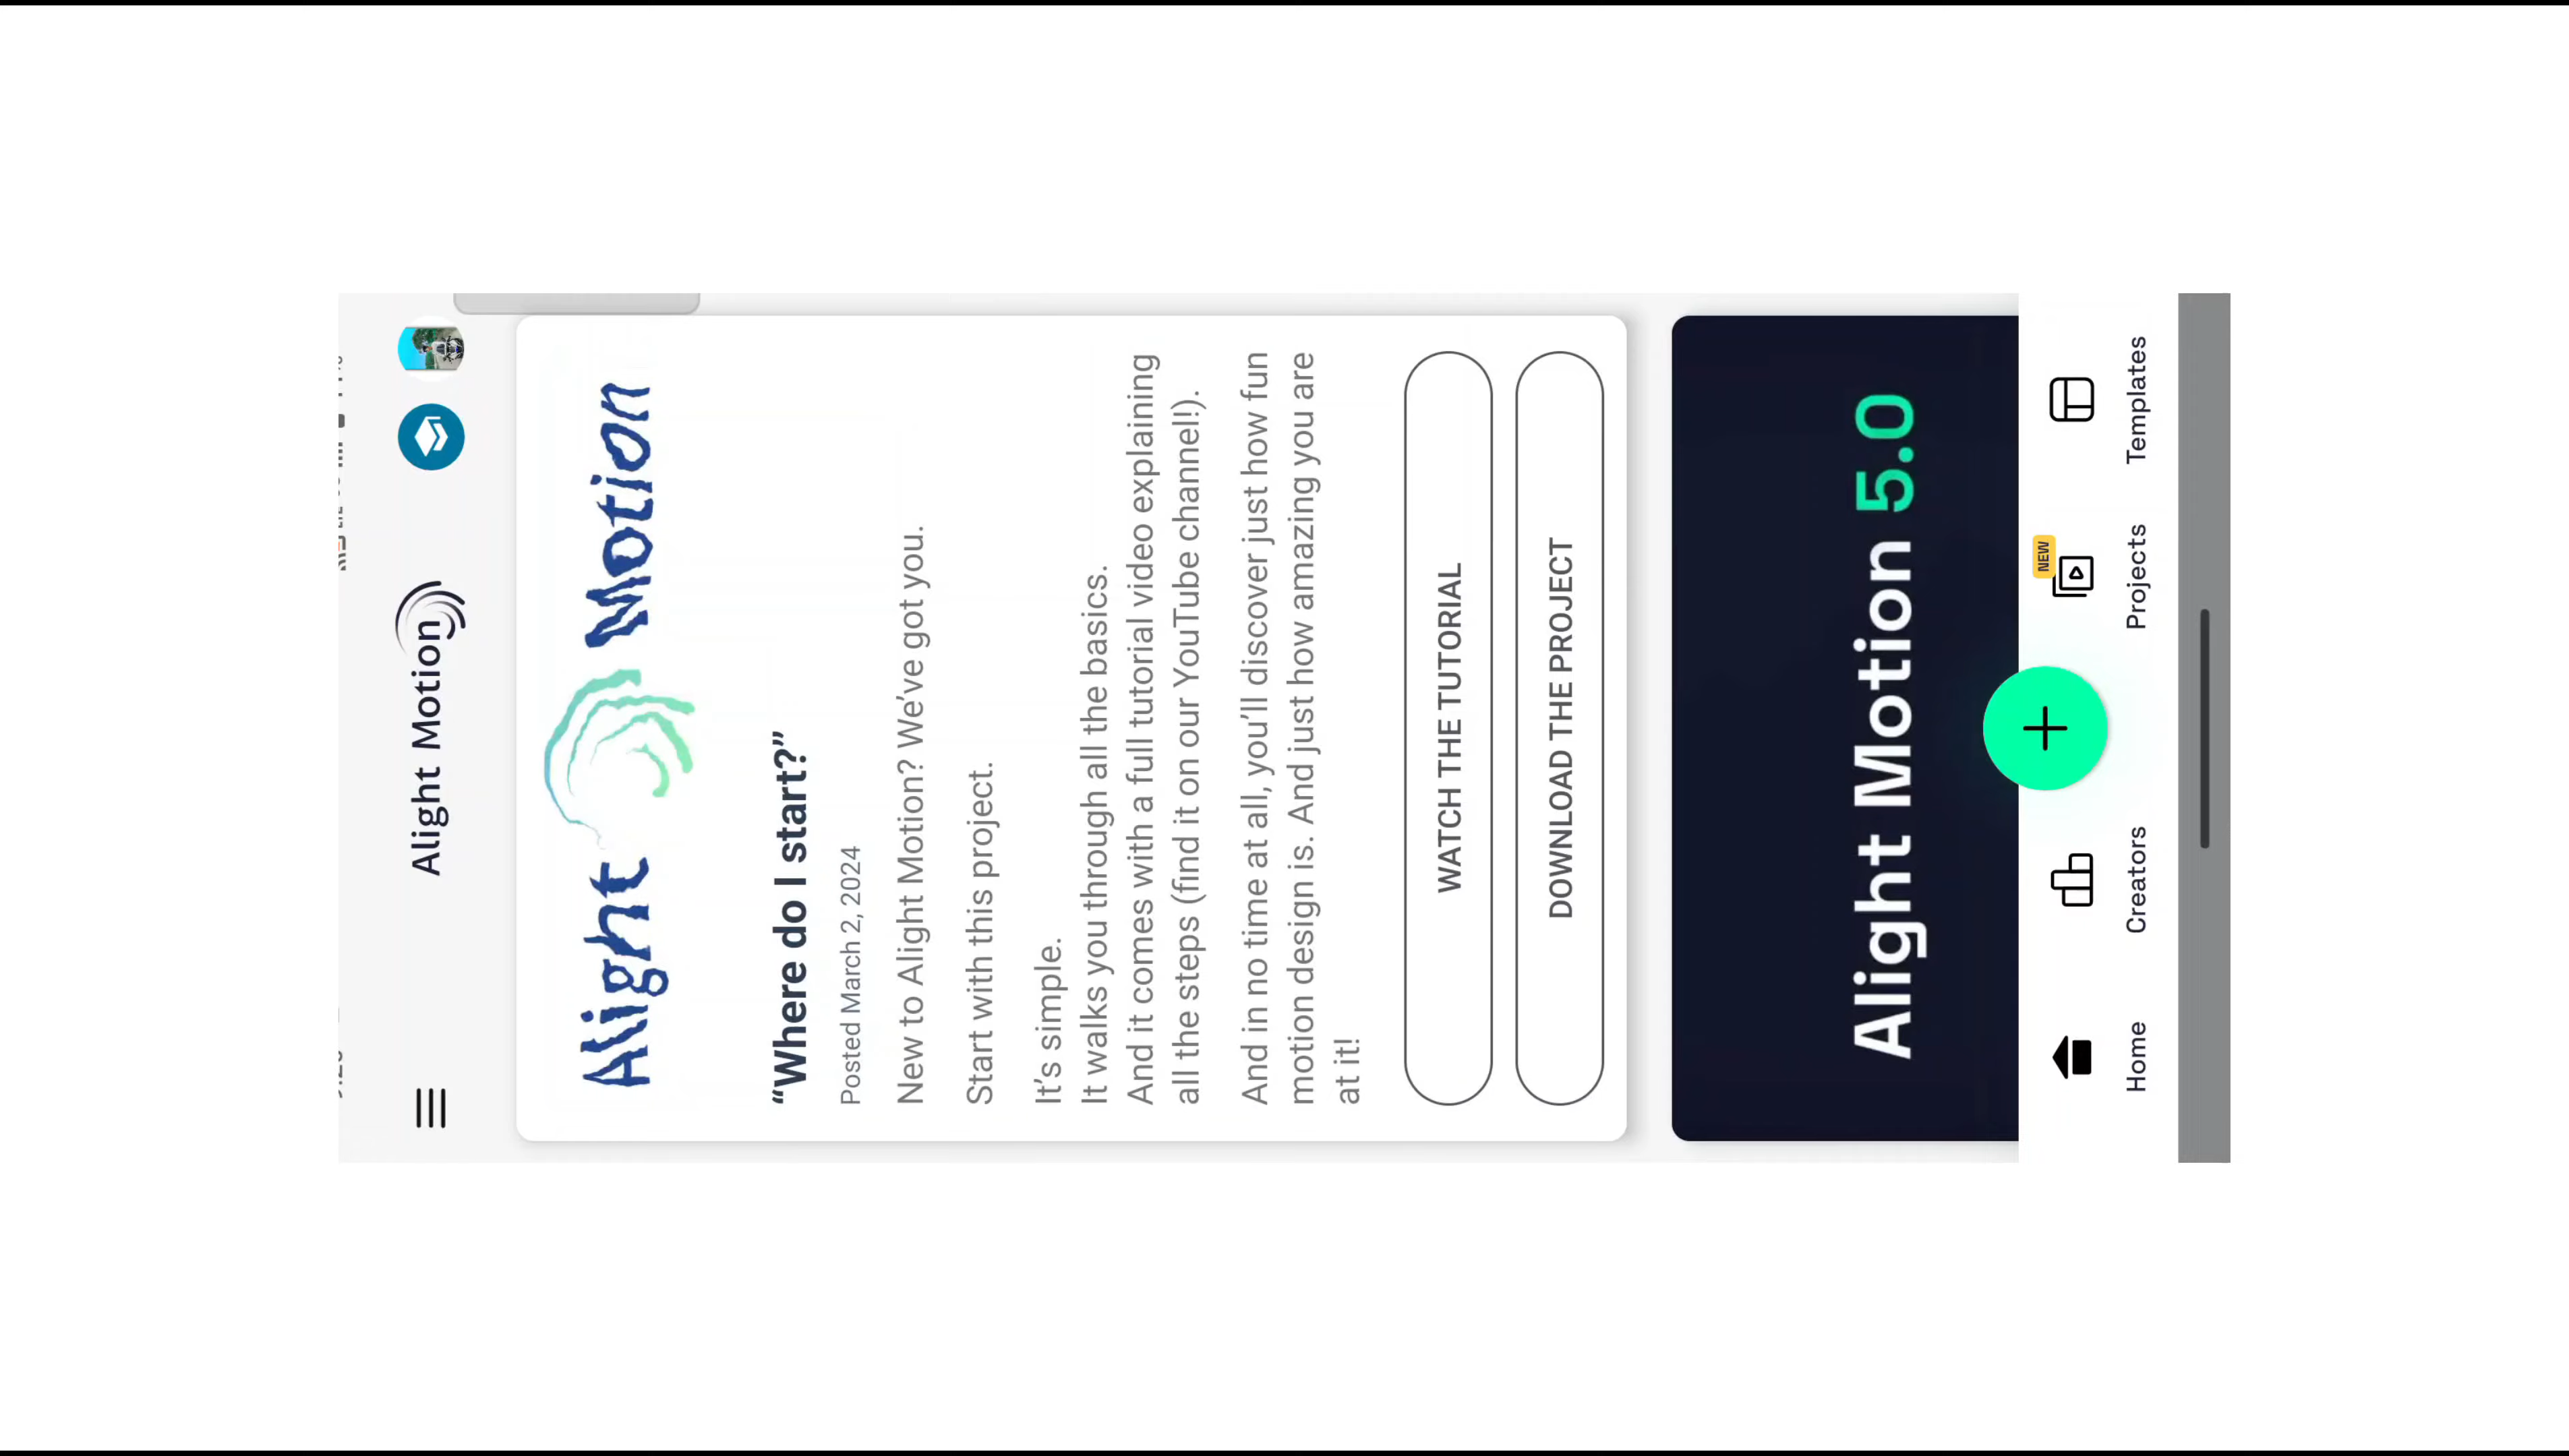 Alight Motion
Alight Motion
“Where do I start?”
Posted March 2, 2024
New to Alight Motion? We've got you.
Start with this project.
It's simple.
It walks you through all the basics.
And it comes with a full tutorial video explaining
all the steps (find it on our YouTube channel!).
And in no time at all, you'll discover just how fun
motion design is. And just how amazing you are
at it!
WATCH THE TUTORIAL
DOWNLOAD THE PROJECT
Alight Motion 5.0
NEW
Home
Creators
Projects
Templates